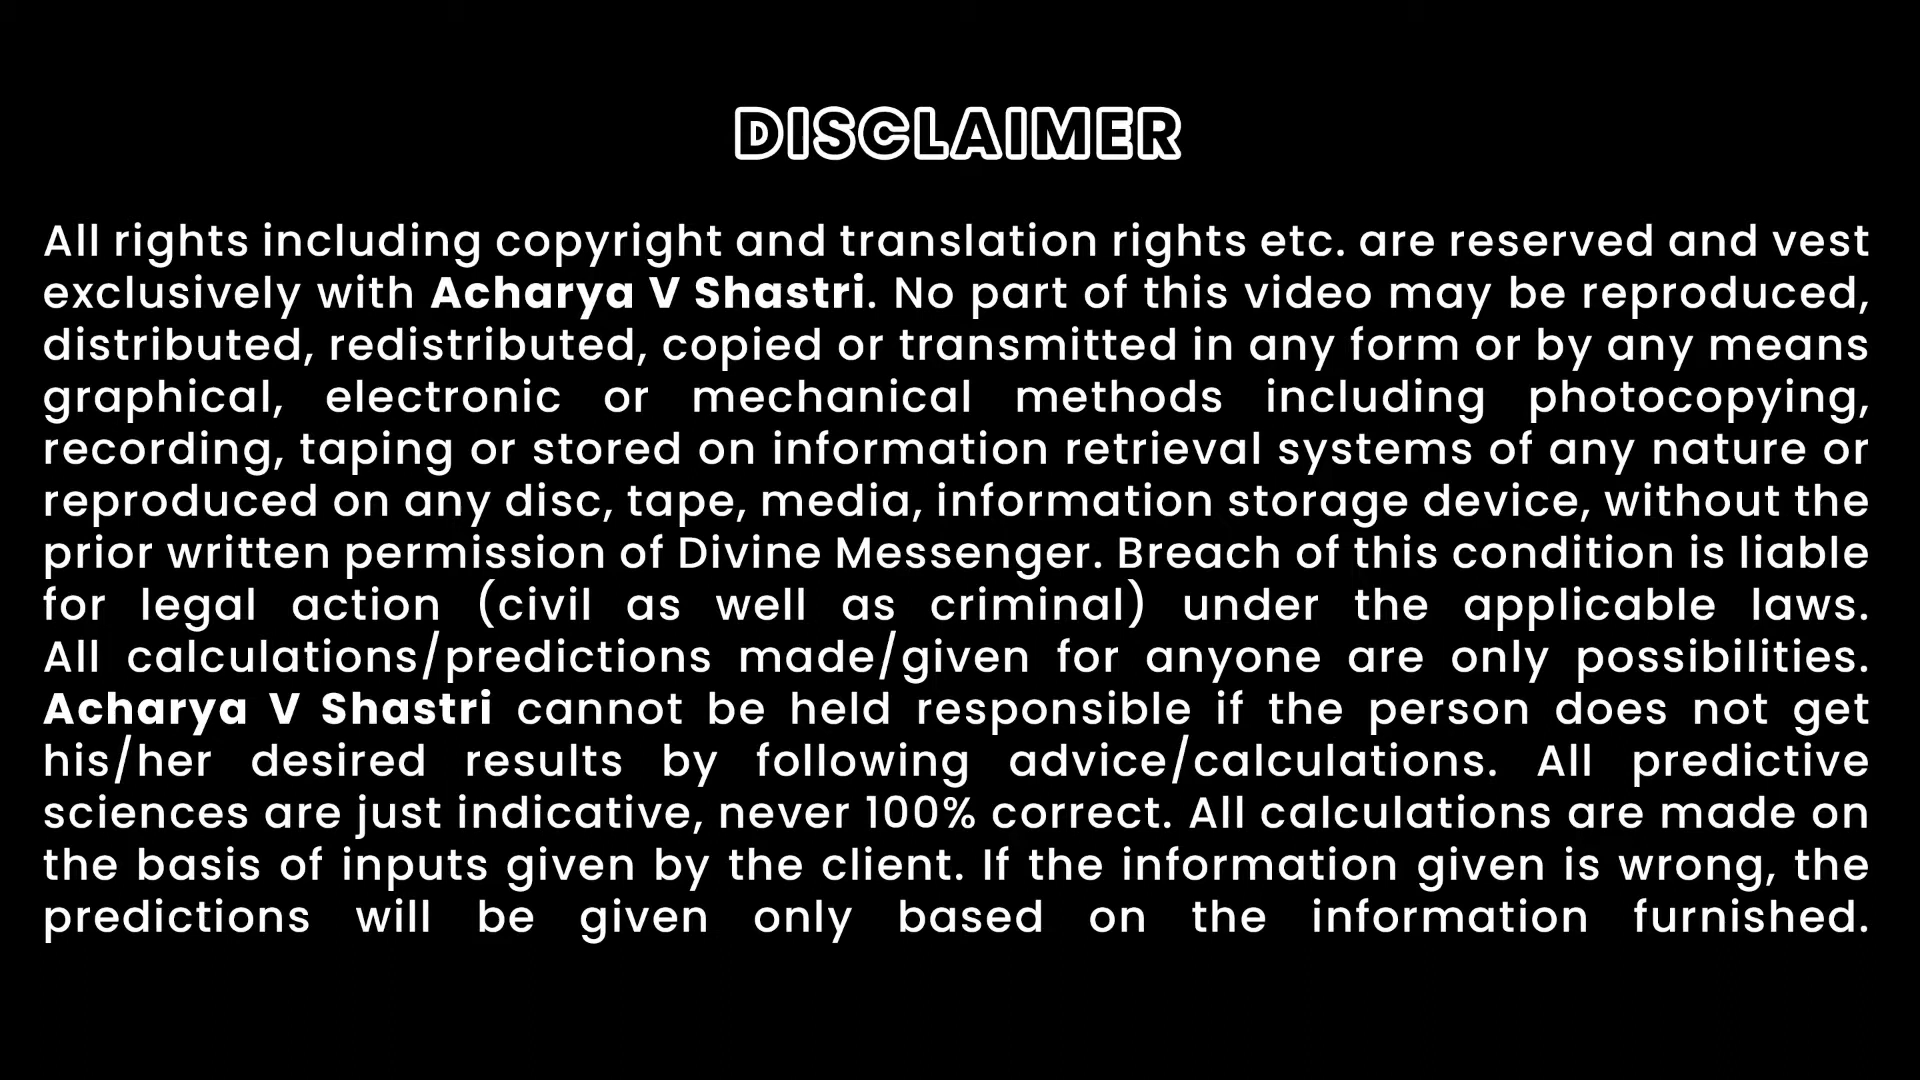 DISCLAIMER
All rights including copyright and translation rights etc. are reserved and vest
exclusively with Acharya V Shastri. No part of this video may be reproduced,
distributed, redistributed, copied or transmitted in any form or by any means
graphical, electronic or mechanical methods including photocopying,
recording, taping or stored on information retrieval systems of any nature or
reproduced on any disc, tape, media, information storage device, without the
prior written permission of Divine Messenger. Breach of this condition is liable
for legal action (civil as well as criminal) under the applicable laws.
All calculations/predictions made/given for anyone are only possibilities.
Acharya V Shastri cannot be held responsible if the person does not get
his/her desired results by following advice/calculations. All predictive
sciences are just indicative, never 100% correct. All calculations are made on
the basis of inputs given by the client. If the information given is wrong, the
predictions will be given only based on the information furnished.